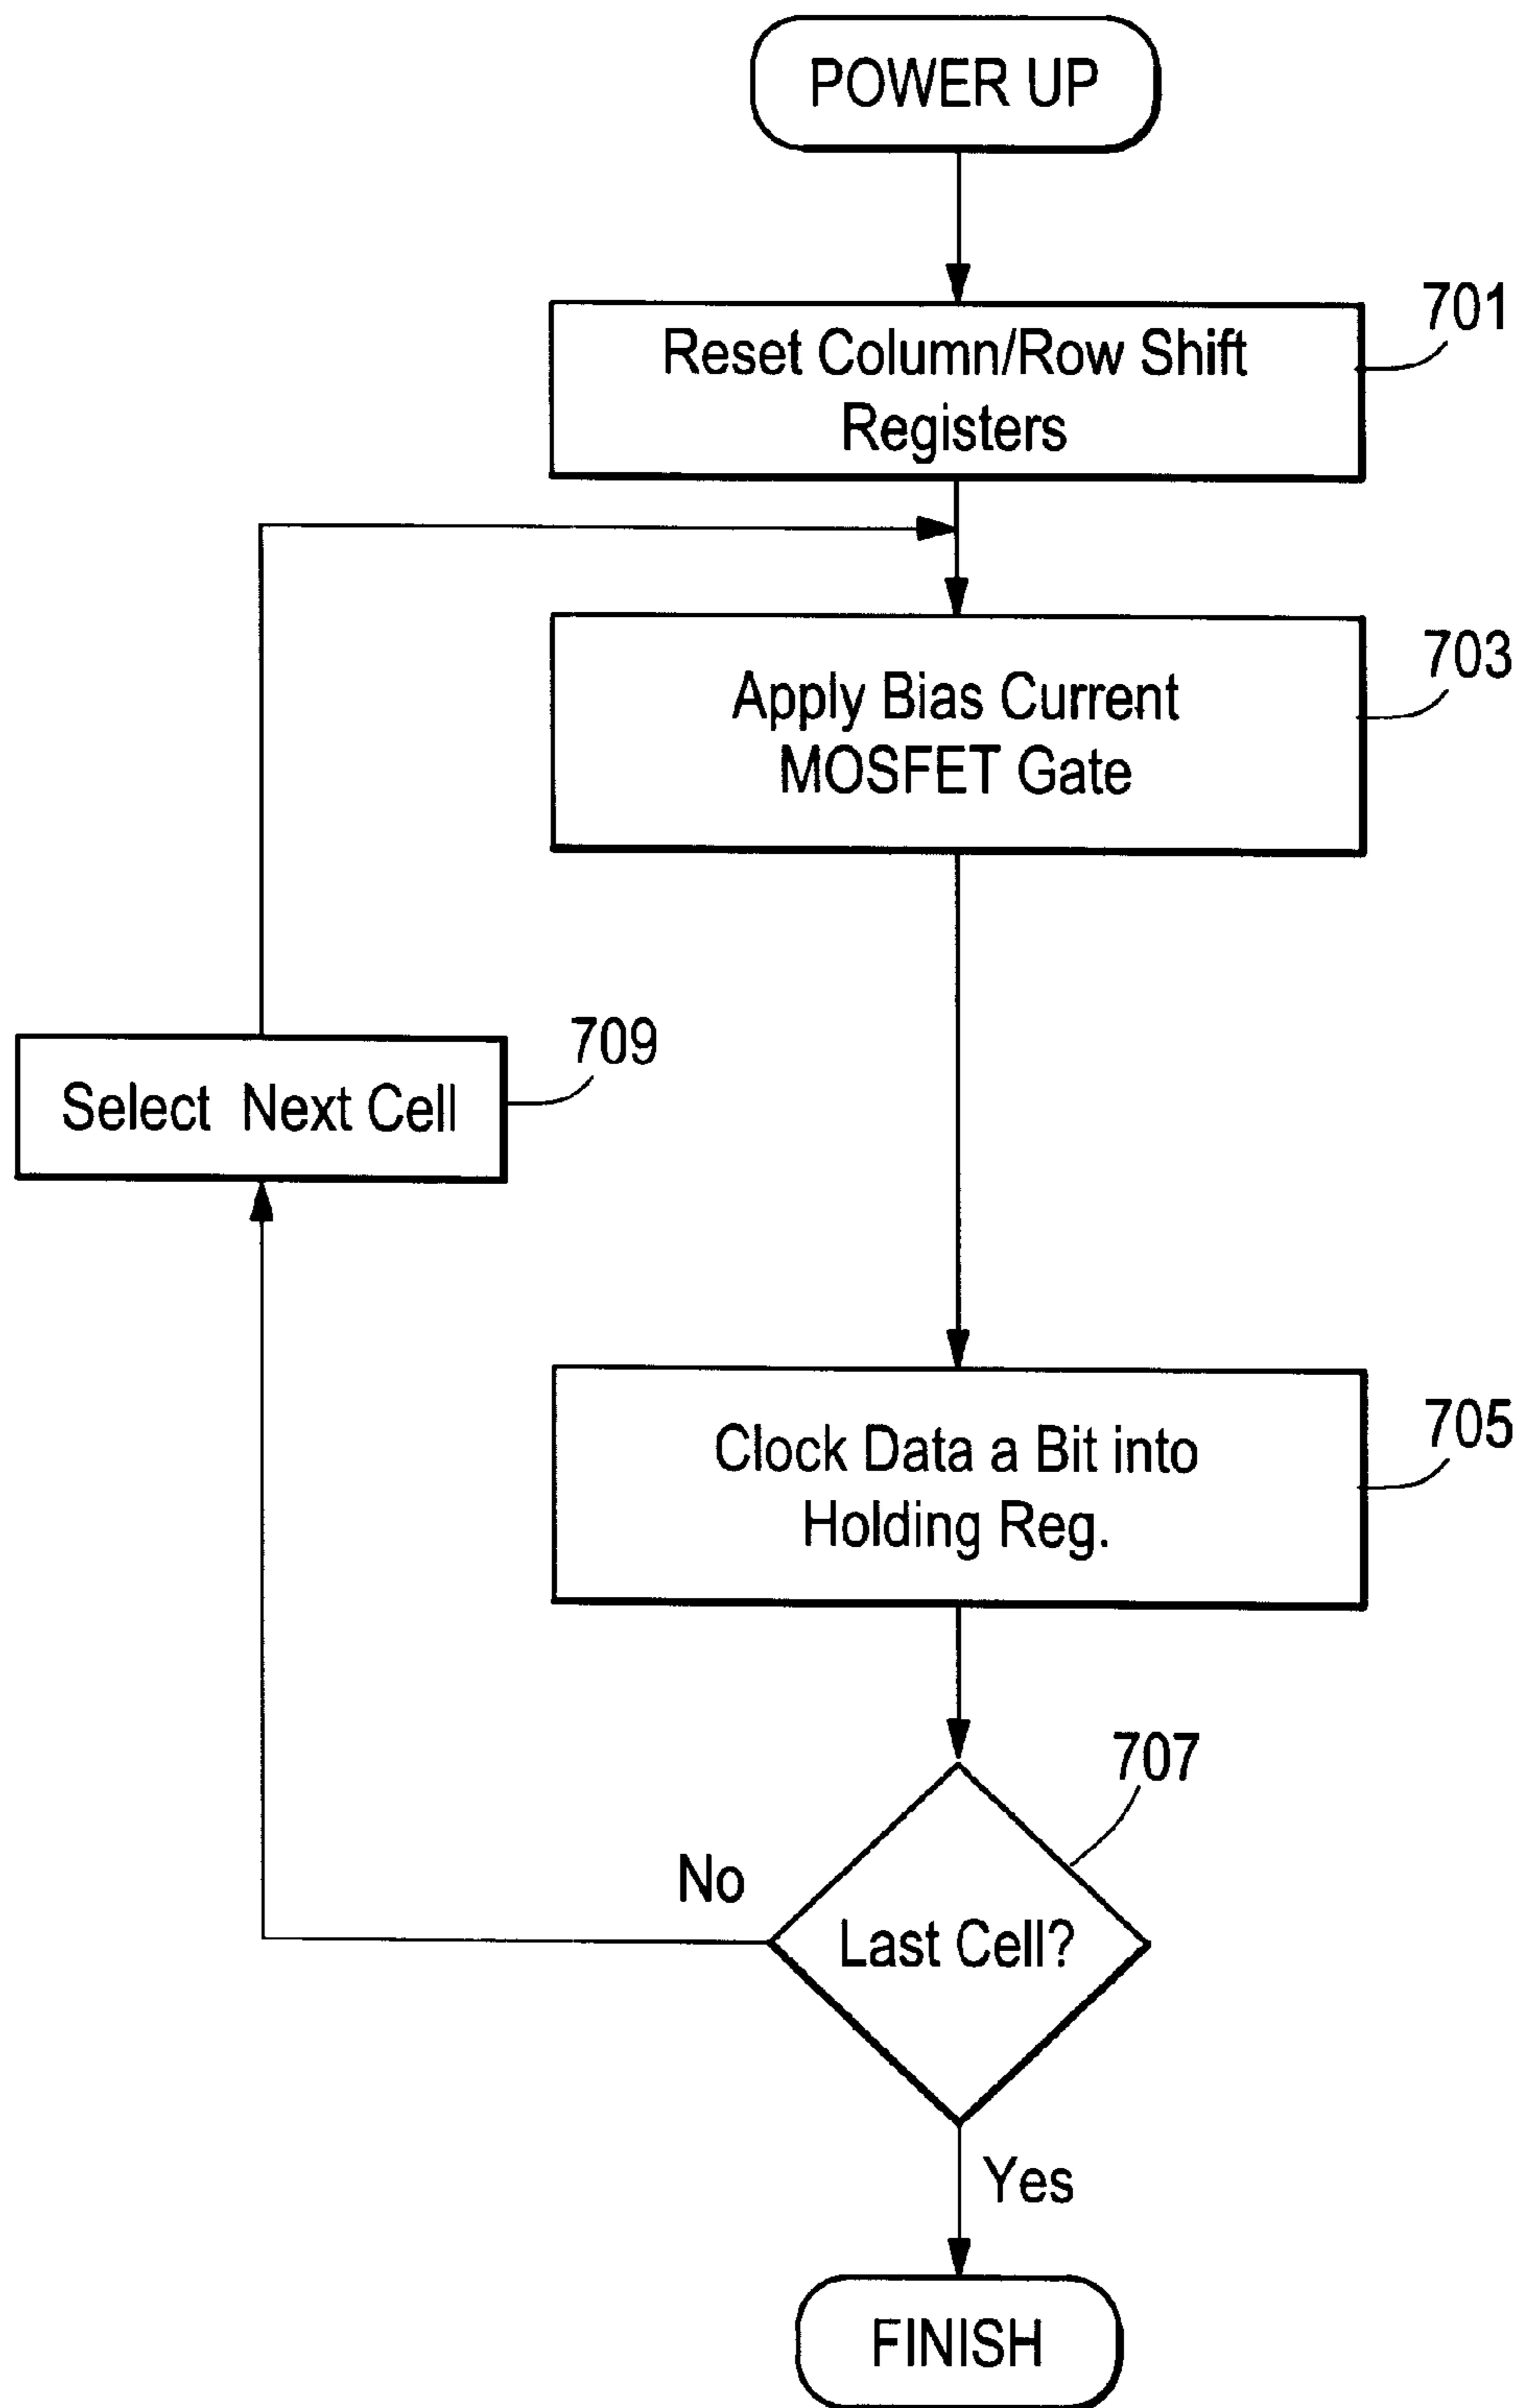 POWER UP
701
Reset Column/Row Shift
Registers
703
Apply Bias Current
MOSFET Gate
709
Select Next Cell
705
Clock Data a Bit into
Holding Reg.
707
No
Last Cell?
Yes
FINISH